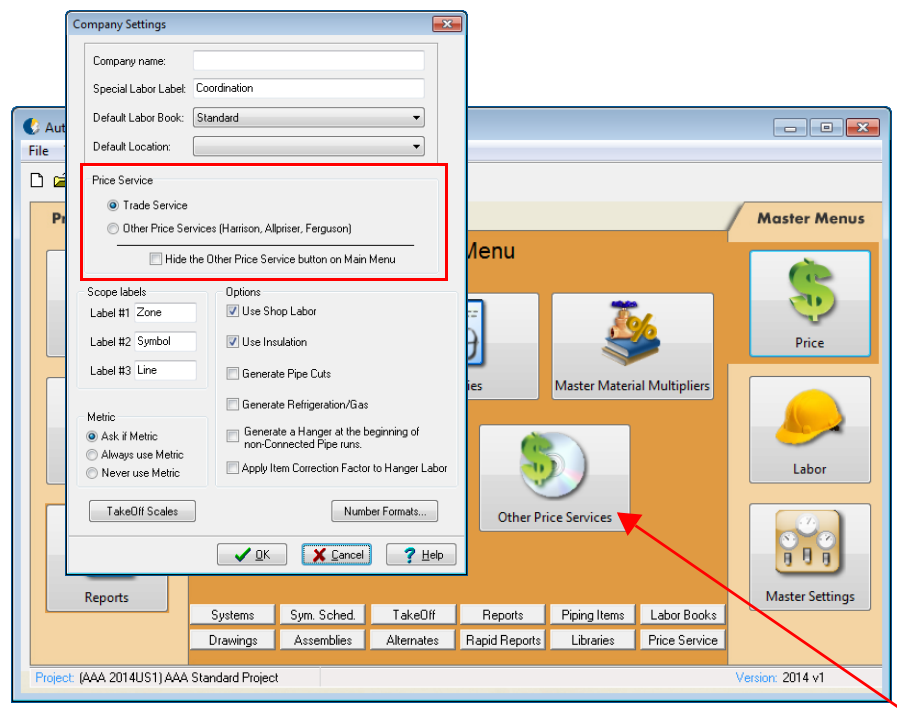 Company Settings
Company name:
Special Labor Label: Coordination
Default Labor Book: Standard
Default Location:
Price Service
Trade Service
Other Price Services (Harrison, Allpriser, Ferguson)
Hide the Other Price Service button on Main Menu
Scope labels
Label #1 Zone
Label #2 Symbol
Label #3 Line
Options
Use Shop Labor
Use Insulation
Generate Pipe Cuts
Generate Refrigeration/Gas
Generate a Hanger at the beginning of
non-Connected Pipe runs.
Apply Item Correction Factor to Hanger Labor
Metric
Ask if Metric
Always use Metric
Never use Metric
TakeOff Scales
Number Formats...
OK
Cancel
? Help
Aut
File
Pr
Menu
Master Menus
Price
ies
Master Material Multipliers
Labor
Other Price Services
Reports
Master Settings
Systems Sym. Sched. TakeOff Reports Piping Items Labor Books
Drawings Assemblies Alternates Rapid Reports Libraries Price Service
Project: (AAA 2014US1) AAA Standard Project
Version: 2014 v1